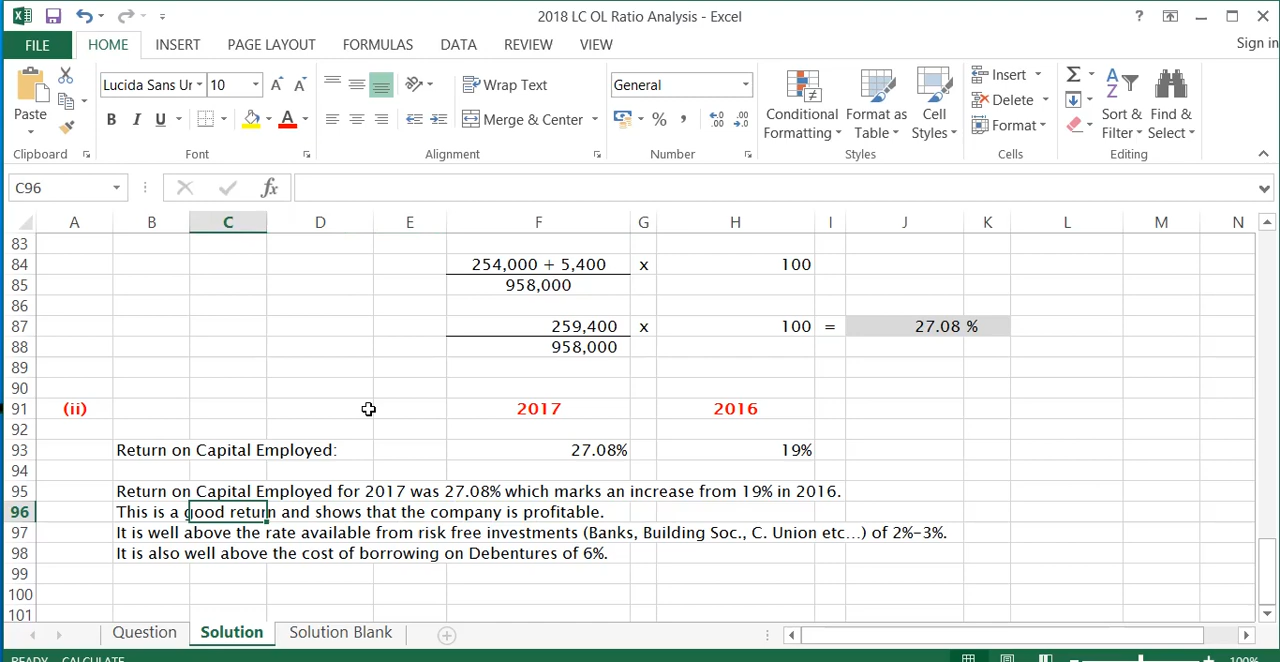 2018 LC OL Ratio Analysis - Excel
?
Sign in
FILE HOME INSERT PAGE LAYOUT FORMULAS DATA REVIEW VIEW
Paste
Clipboard
Lucida Sans Ur 10 A A
B I U A
Font
Wrap Text
Merge & Center
Alignment
General
% ,
Number
Conditional Formatting
Format as Table
Cell Styles
Styles
Insert
Delete
Format
Cells
Sort & Filter
Find & Select
Editing
C96 fx
A B C D E F G H I J K L M N
83
84 254,000 + 5,400 x 100
85 958,000
86
87 259,400 x 100 = 27.08 %
88 958,000
89
90
91 (ii) 2017 2016
92
93 Return on Capital Employed: 27.08% 19%
94
95 Return on Capital Employed for 2017 was 27.08% which marks an increase from 19% in 2016.
96 This is a good return and shows that the company is profitable.
97 It is well above the rate available from risk free investments (Banks, Building Soc., C. Union etc...) of 2%-3%.
98 It is also well above the cost of borrowing on Debentures of 6%.
99
100
101
Question Solution Solution Blank
READY CALCULATE 100%